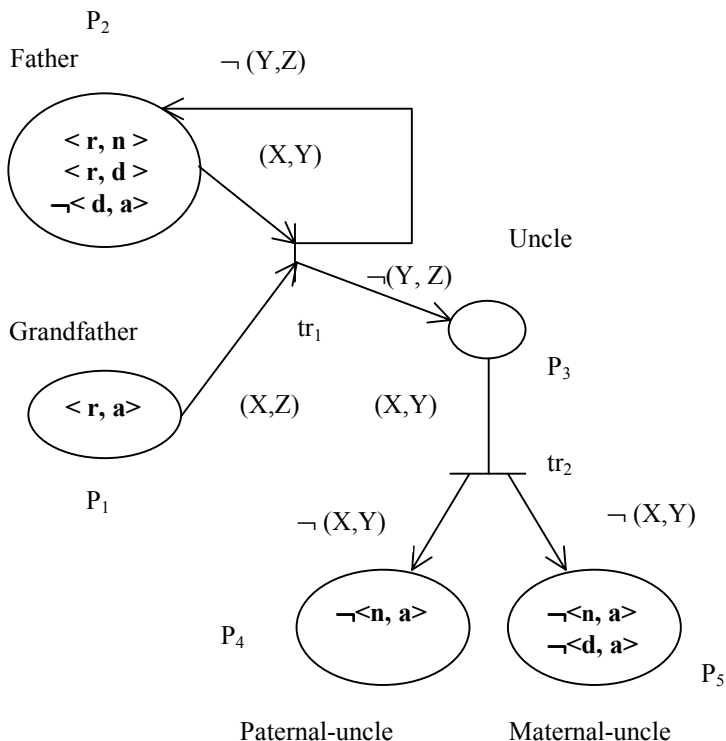 P2
Father
¬ (Y,Z)
< r, n >
< r, d >
¬< d, a>
(X,Y)
Uncle
¬(Y, Z)
Grandfather
tr1
P3
< r, a>
(X,Z)
(X,Y)
P1
tr2
¬ (X,Y)
¬ (X,Y)
¬<n, a>
¬<n, a>
¬<d, a>
P4
P5
Paternal-uncle
Maternal-uncle